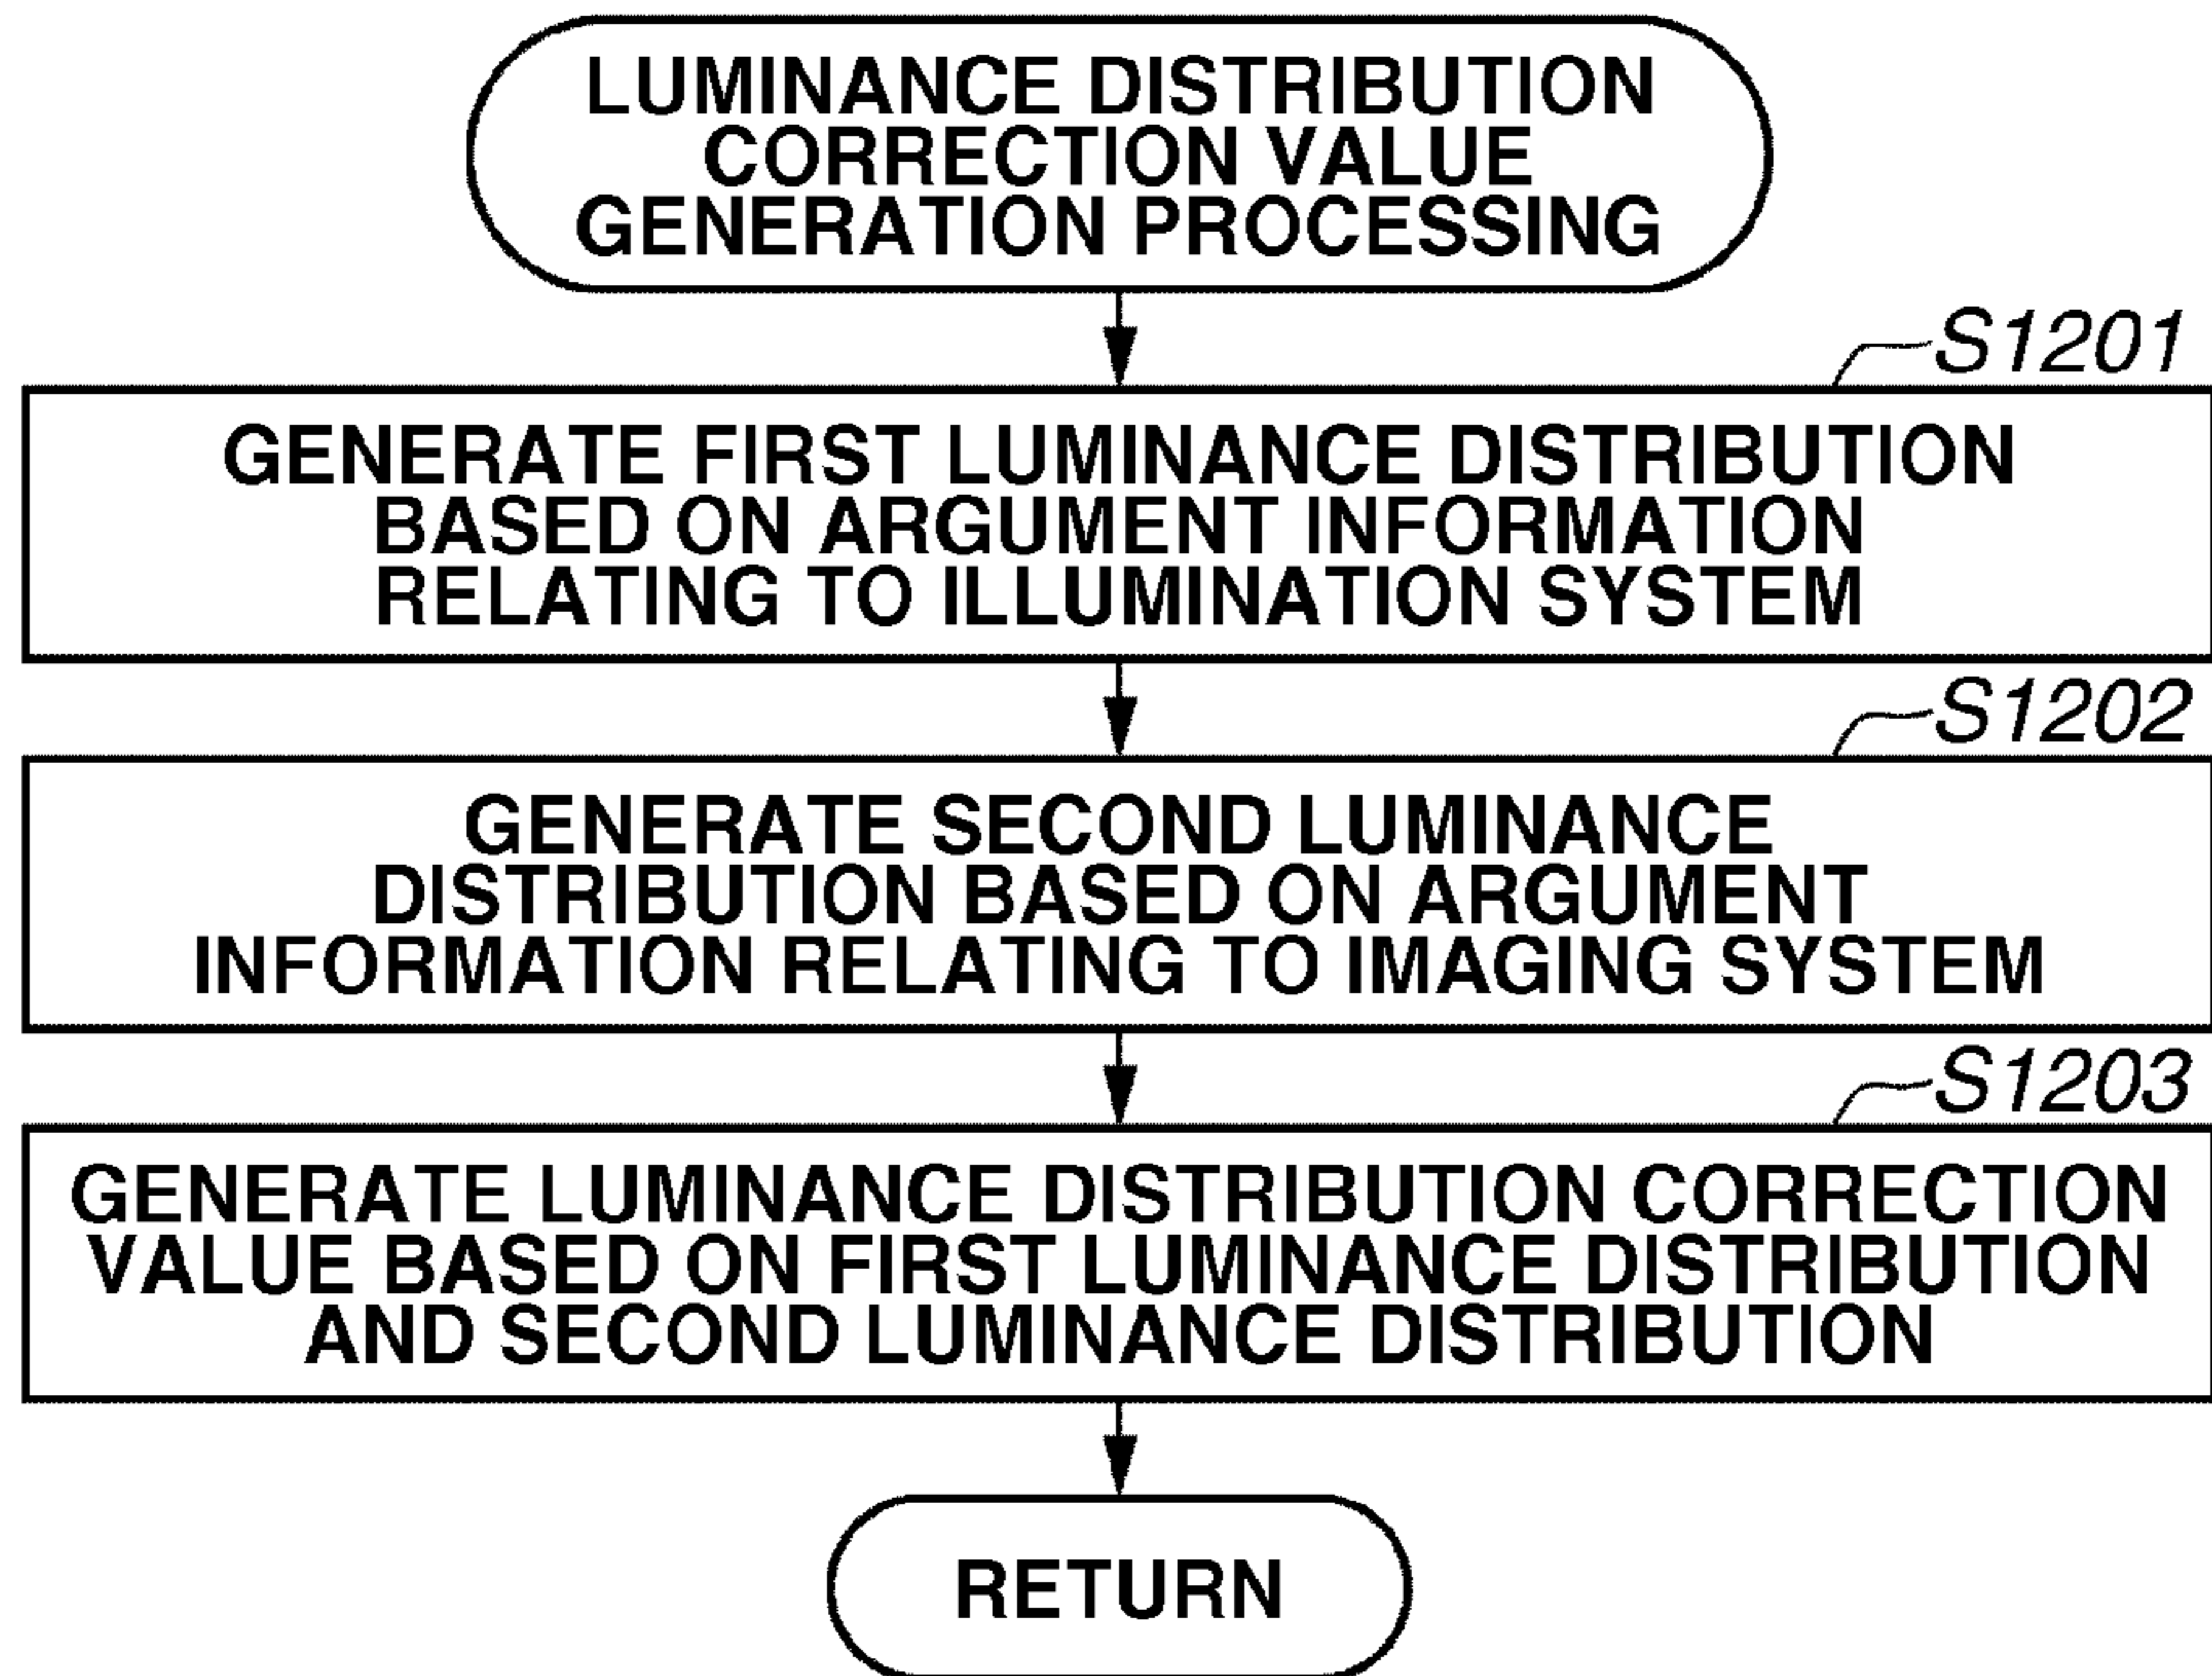 LUMINANCE DISTRIBUTION
CORRECTION VALUE
GENERATION PROCESSING
S1201
GENERATE FIRST LUMINANCE DISTRIBUTION
BASED ON ARGUMENT INFORMATION
RELATING TO ILLUMINATION SYSTEM
S1202
GENERATE SECOND LUMINANCE
DISTRIBUTION BASED ON ARGUMENT
INFORMATION RELATING TO IMAGING SYSTEM
S1203
GENERATE LUMINANCE DISTRIBUTION CORRECTION
VALUE BASED ON FIRST LUMINANCE DISTRIBUTION
AND SECOND LUMINANCE DISTRIBUTION
RETURN